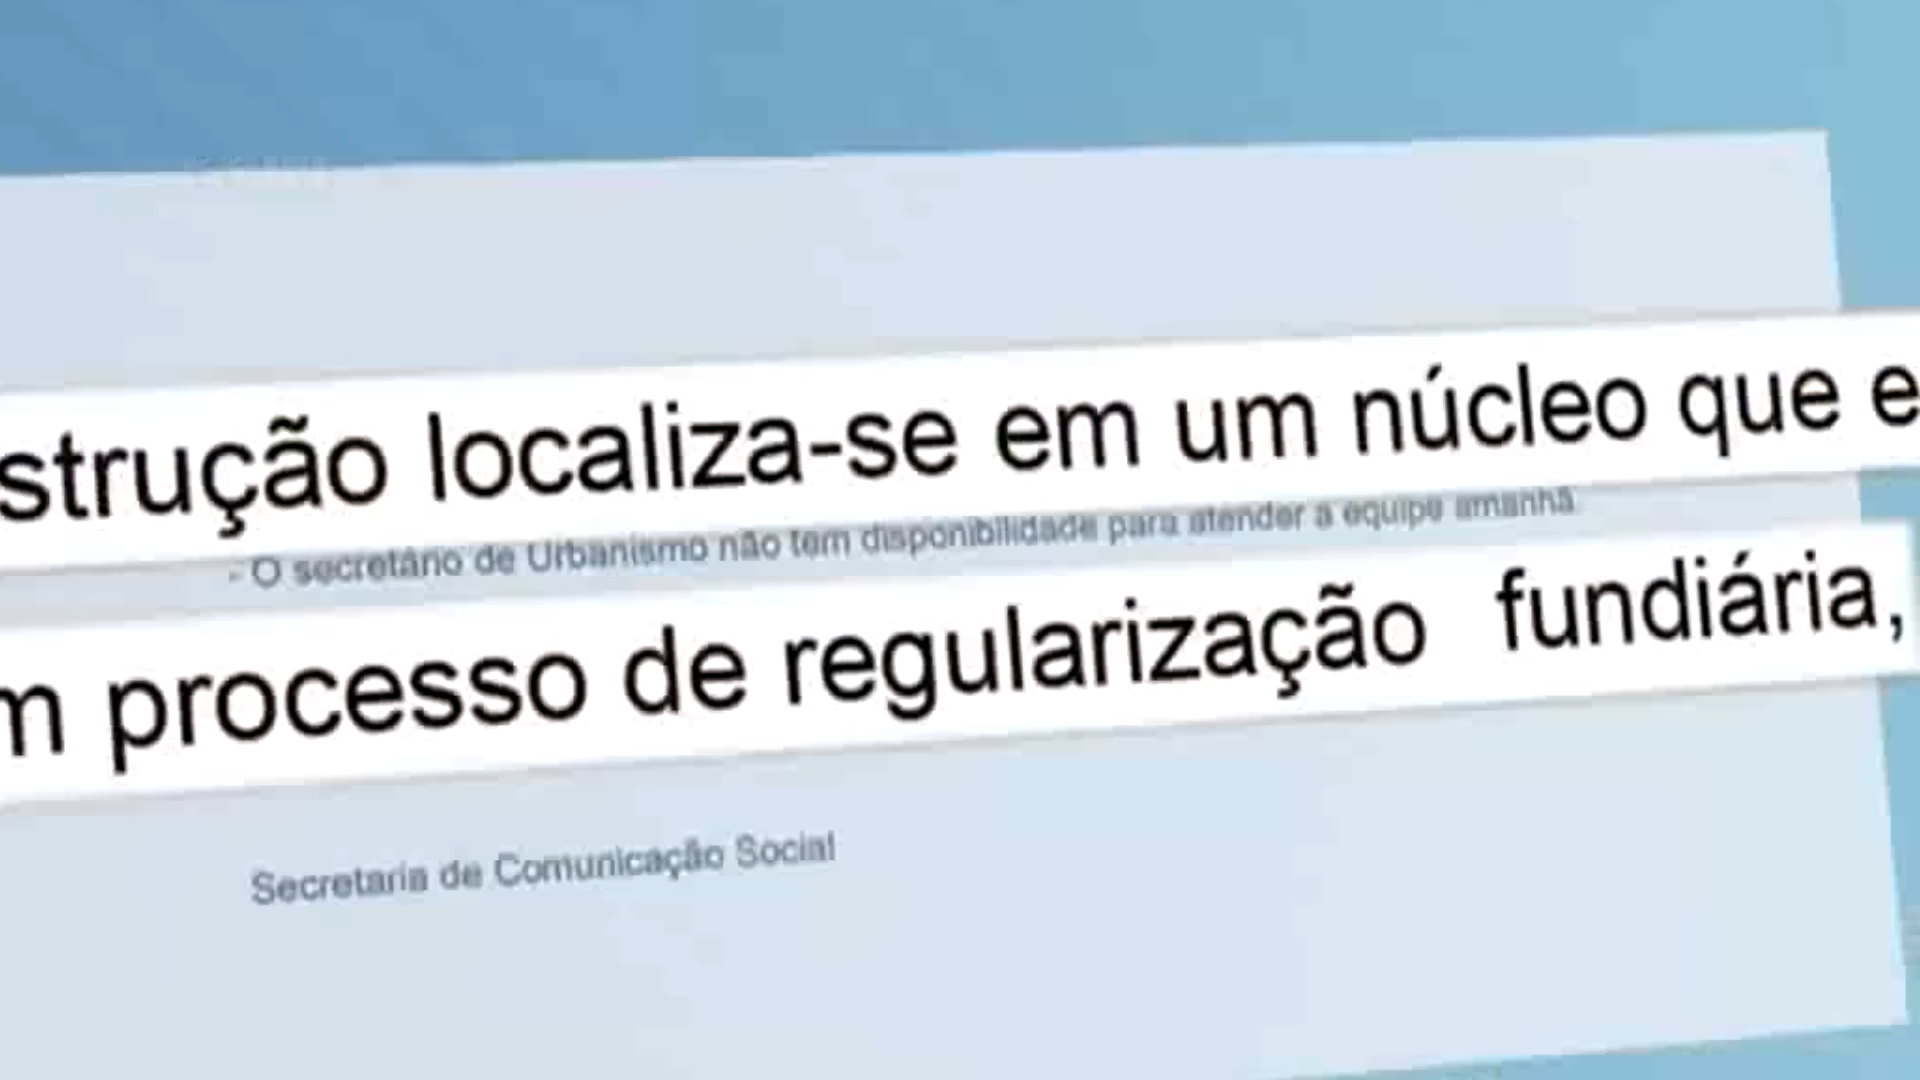 strução localiza-se em um núcleo que e
- O secretário de Urbanismo não tem disponibilidade para atender a equipe amanhã
m processo de regularização fundiária,
Secretaria de Comunicação Social